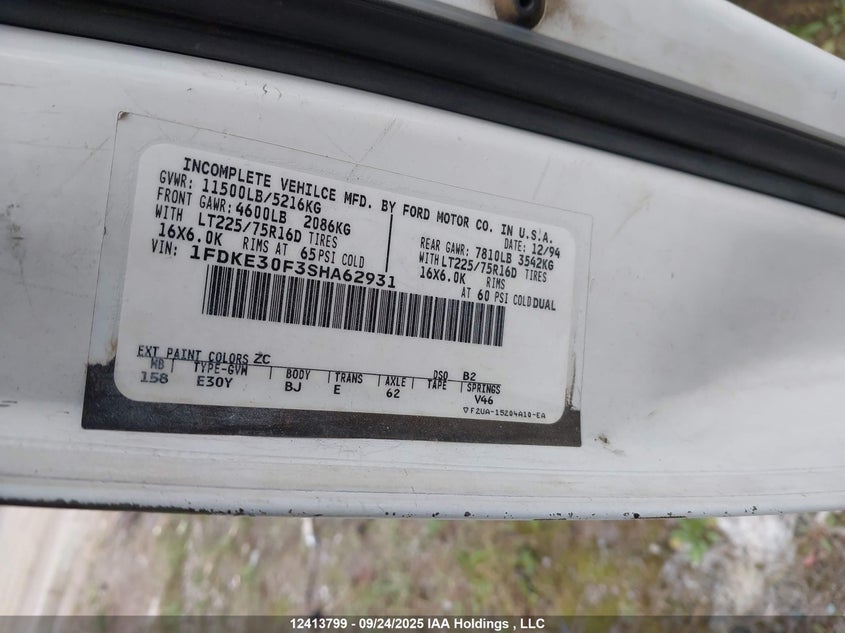 INCOMPLETE VEHILCE MFD. BY FORD MOTOR CO. IN U.S.A.
GVWR: 11500LB/5216KG
DATE: 12/94
FRONT GAWR: 4600LB 2086KG
REAR GAWR: 7810LB 3542KG
WITH LT225/75R16D TIRES
WITH LT225/75R16D TIRES
16X6.0K RIMS AT 65 PSI COLD
16X6.0K RIMS
AT 60 PSI COLD DUAL
VIN: 1FDKE30F3SHA62931
EXT PAINT COLORS ZC
DSO B2
WB TYPE-GVW BODY TRANS AXLE TAPE SPRINGS
158 E30Y BJ E 62 V46
▽F2UA-15204A10-EA
12413799 - 09/24/2025 IAA Holdings , LLC